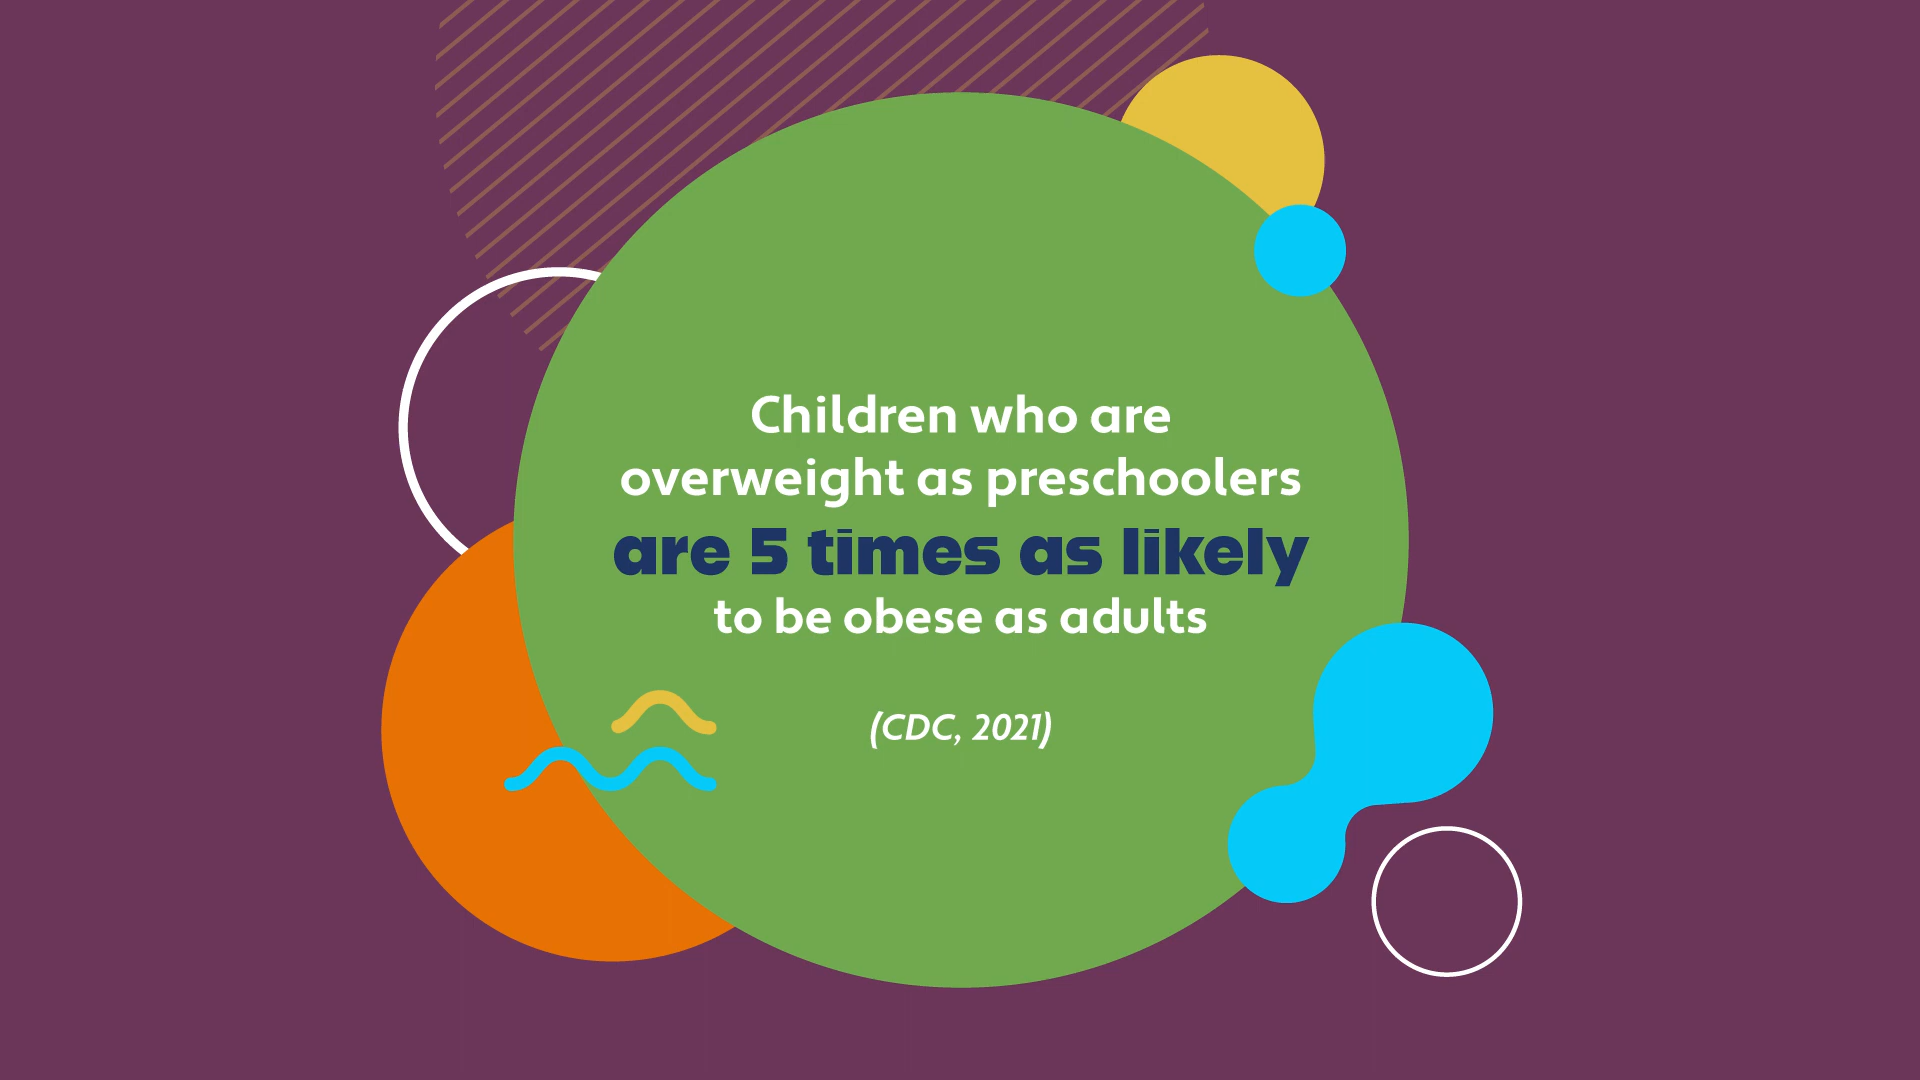 Children who are
overweight as preschoolers
are 5 times as likely
to be obese as adults
(CDC, 2021)